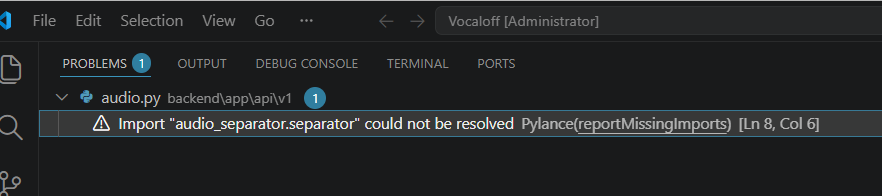 File Edit Selection View Go ··· ← → Vocaloff [Administrator]
PROBLEMS 1 OUTPUT DEBUG CONSOLE TERMINAL PORTS
audio.py backend\app\api\v1 1
Import "audio_separator.separator" could not be resolved Pylance(reportMissingImports) [Ln 8, Col 6]